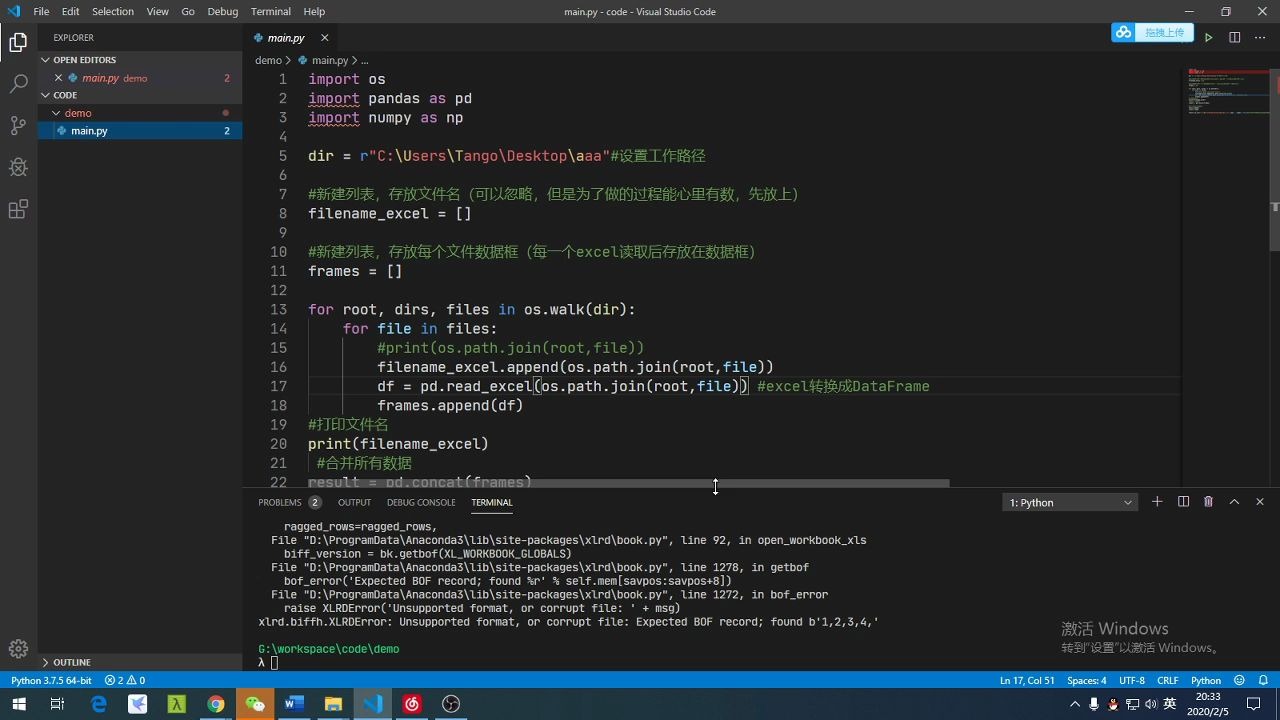 File Edit Selection View Go Debug Terminal Help
main.py - code - Visual Studio Code
EXPLORER
main.py
拖拽上传
OPEN EDITORS
main.py demo 2
CODE
demo
main.py 2
OUTLINE
demo > main.py > ...
1 import os
2 import pandas as pd
3 import numpy as np
4
5 dir = r"C:\Users\Tango\Desktop\aaa"#设置工作路径
6
7 #新建列表，存放文件名（可以忽略，但是为了做的过程能心里有数，先放上）
8 filename_excel = []
9
10 #新建列表，存放每个文件数据框（每一个excel读取后存放在数据框）
11 frames = []
12
13 for root, dirs, files in os.walk(dir):
14 for file in files:
15 #print(os.path.join(root,file))
16 filename_excel.append(os.path.join(root,file))
17 df = pd.read_excel(os.path.join(root,file)) #excel转换成DataFrame
18 frames.append(df)
19 #打印文件名
20 print(filename_excel)
21 #合并所有数据
22 result = pd.concat(frames)
PROBLEMS 2 OUTPUT DEBUG CONSOLE TERMINAL
1: Python
ragged_rows=ragged_rows,
File "D:\ProgramData\Anaconda3\lib\site-packages\xlrd\book.py", line 92, in open_workbook_xls
biff_version = bk.getbof(XL_WORKBOOK_GLOBALS)
File "D:\ProgramData\Anaconda3\lib\site-packages\xlrd\book.py", line 1278, in getbof
bof_error('Expected BOF record; found %r' % self.mem[savpos:savpos+8])
File "D:\ProgramData\Anaconda3\lib\site-packages\xlrd\book.py", line 1272, in bof_error
raise XLRDError('Unsupported format, or corrupt file: ' + msg)
xlrd.biffh.XLRDError: Unsupported format, or corrupt file: Expected BOF record; found b'1,2,3,4,'
G:\workspace\code\demo
λ
激活 Windows
转到"设置"以激活 Windows。
Python 3.7.5 64-bit 2 0
Ln 17, Col 51 Spaces: 4 UTF-8 CRLF Python
英
20:33
2020/2/5